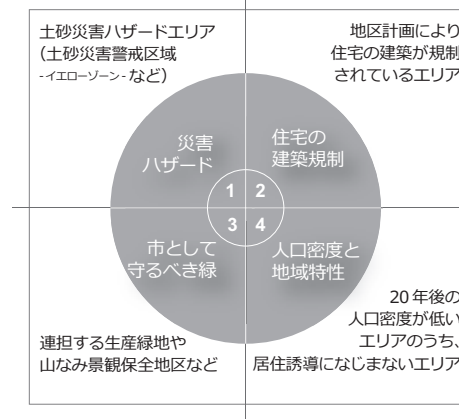 土砂災害ハザードエリア
（土砂災害警戒区域
-イエローゾーン-など）
地区計画により
住宅の建築が規制
されているエリア
災害
ハザード
住宅の
建築規制
1 2
3 4
市として
守るべき緑
人口密度と
地域特性
連担する生産緑地や
山なみ景観保全地区など
20年後の
人口密度が低い
エリアのうち、
居住誘導になじまないエリア